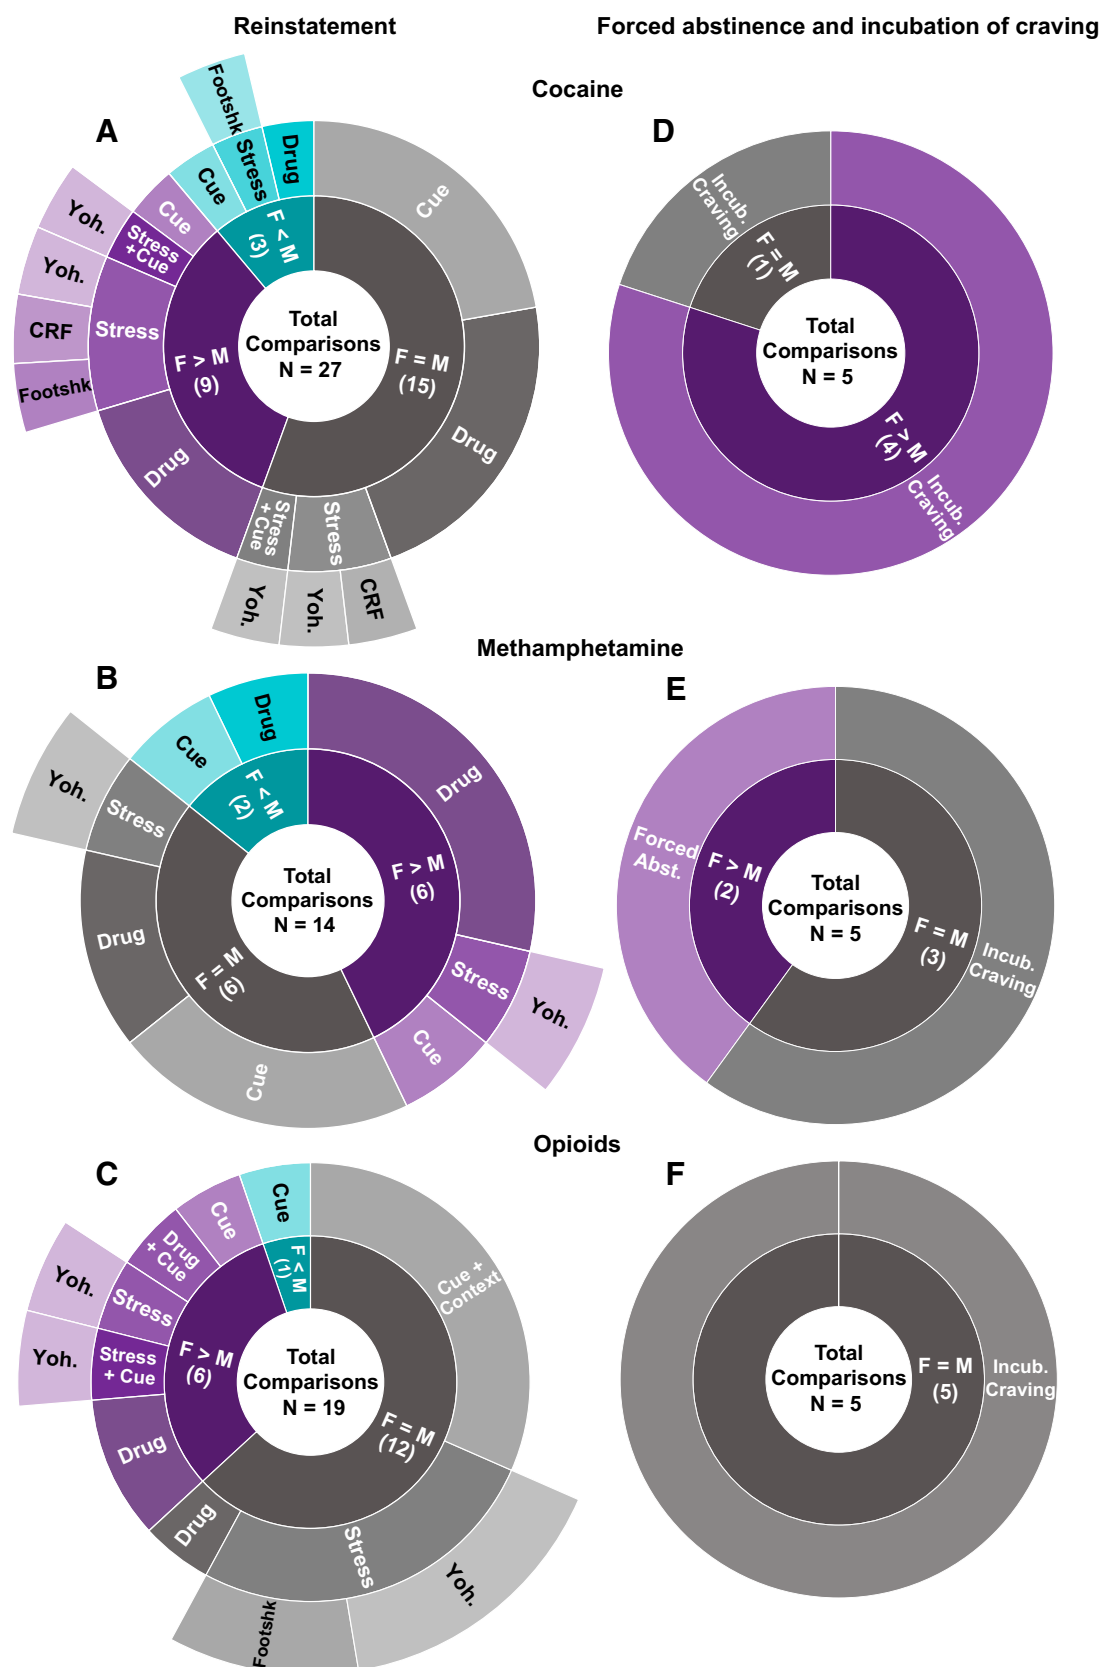 Reinstatement
Forced abstinence and incubation of craving
Cocaine
A
Footshk
Stress
Drug
Cue
Cue
Drug
Stress
CRF
Yoh.
Stress
+ Cue
Yoh.
Drug
Stress
Footshk
CRF
Yoh.
Stress
+Cue
Yoh.
Cue
F < M
(3)
F = M
(15)
F > M
(9)
Total
Comparisons
N = 27
D
Incub.
Craving
F = M
(1)
Total
Comparisons
N = 5
F > M
(4)
Incub.
Craving
Methamphetamine
B
Cue
Drug
Drug
Stress
Yoh.
Cue
Cue
Drug
Stress
Yoh.
F < M
(2)
F > M
(6)
F = M
(6)
Total
Comparisons
N = 14
E
Forced
Abst.
F > M
(2)
Total
Comparisons
N = 5
F = M
(3)
Incub.
Craving
Opioids
C
Cue
Cue
Drug
+ Cue
Stress
Yoh.
Stress
+ Cue
Yoh.
Drug
Drug
Stress
Footshk
Yoh.
Cue +
Context
F < M
(1)
F > M
(6)
F = M
(12)
Total
Comparisons
N = 19
F
Total
Comparisons
N = 5
F = M
(5)
Incub.
Craving